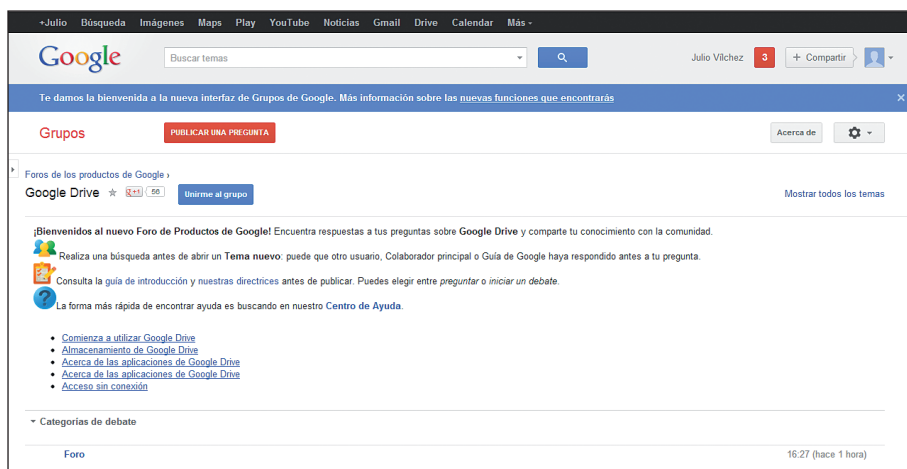 +Julio Búsqueda Imágenes Maps Play YouTube Noticias Gmail Drive Calendar Más
Google Buscar temas Julio Vílchez 3 + Compartir
Te damos la bienvenida a la nueva interfaz de Grupos de Google. Más información sobre las nuevas funciones que encontrarás ×
Grupos PUBLICAR UNA PREGUNTA Acerca de
Foros de los productos de Google ›
Google Drive g+1 56 Unirme al grupo Mostrar todos los temas
¡Bienvenidos al nuevo Foro de Productos de Google! Encuentra respuestas a tus preguntas sobre Google Drive y comparte tu conocimiento con la comunidad.
Realiza una búsqueda antes de abrir un Tema nuevo: puede que otro usuario, Colaborador principal o Guía de Google haya respondido antes a tu pregunta.
Consulta la guía de introducción y nuestras directrices antes de publicar. Puedes elegir entre preguntar o iniciar un debate.
? La forma más rápida de encontrar ayuda es buscando en nuestro Centro de Ayuda.
• Comienza a utilizar Google Drive
• Almacenamiento de Google Drive
• Acerca de las aplicaciones de Google Drive
• Acerca de las aplicaciones de Google Drive
• Acceso sin conexión
Categorías de debate
Foro 16:27 (hace 1 hora)